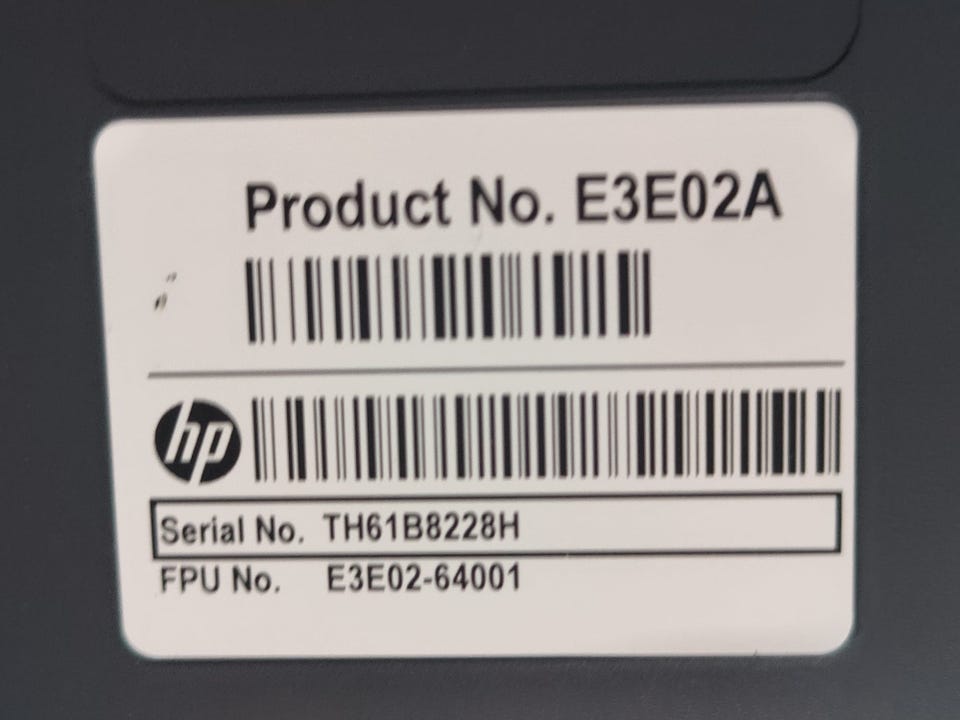 Product No. E3E02A
hp
Serial No. TH61B8228H
FPU No. E3E02-64001